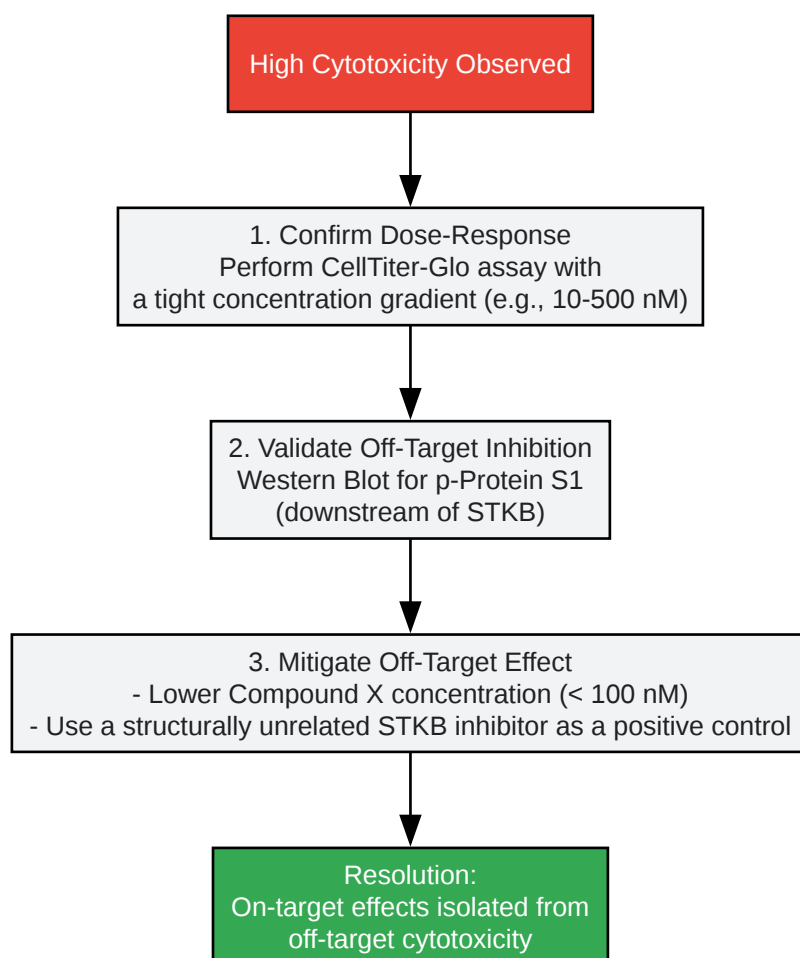 High Cytotoxicity Observed
1. Confirm Dose-Response
Perform CellTiter-Glo assay with
a tight concentration gradient (e.g., 10-500 nM)
2. Validate Off-Target Inhibition
Western Blot for p-Protein S1
(downstream of STKB)
3. Mitigate Off-Target Effect
- Lower Compound X concentration (< 100 nM)
- Use a structurally unrelated STKB inhibitor as a positive control
Resolution:
On-target effects isolated from
off-target cytotoxicity